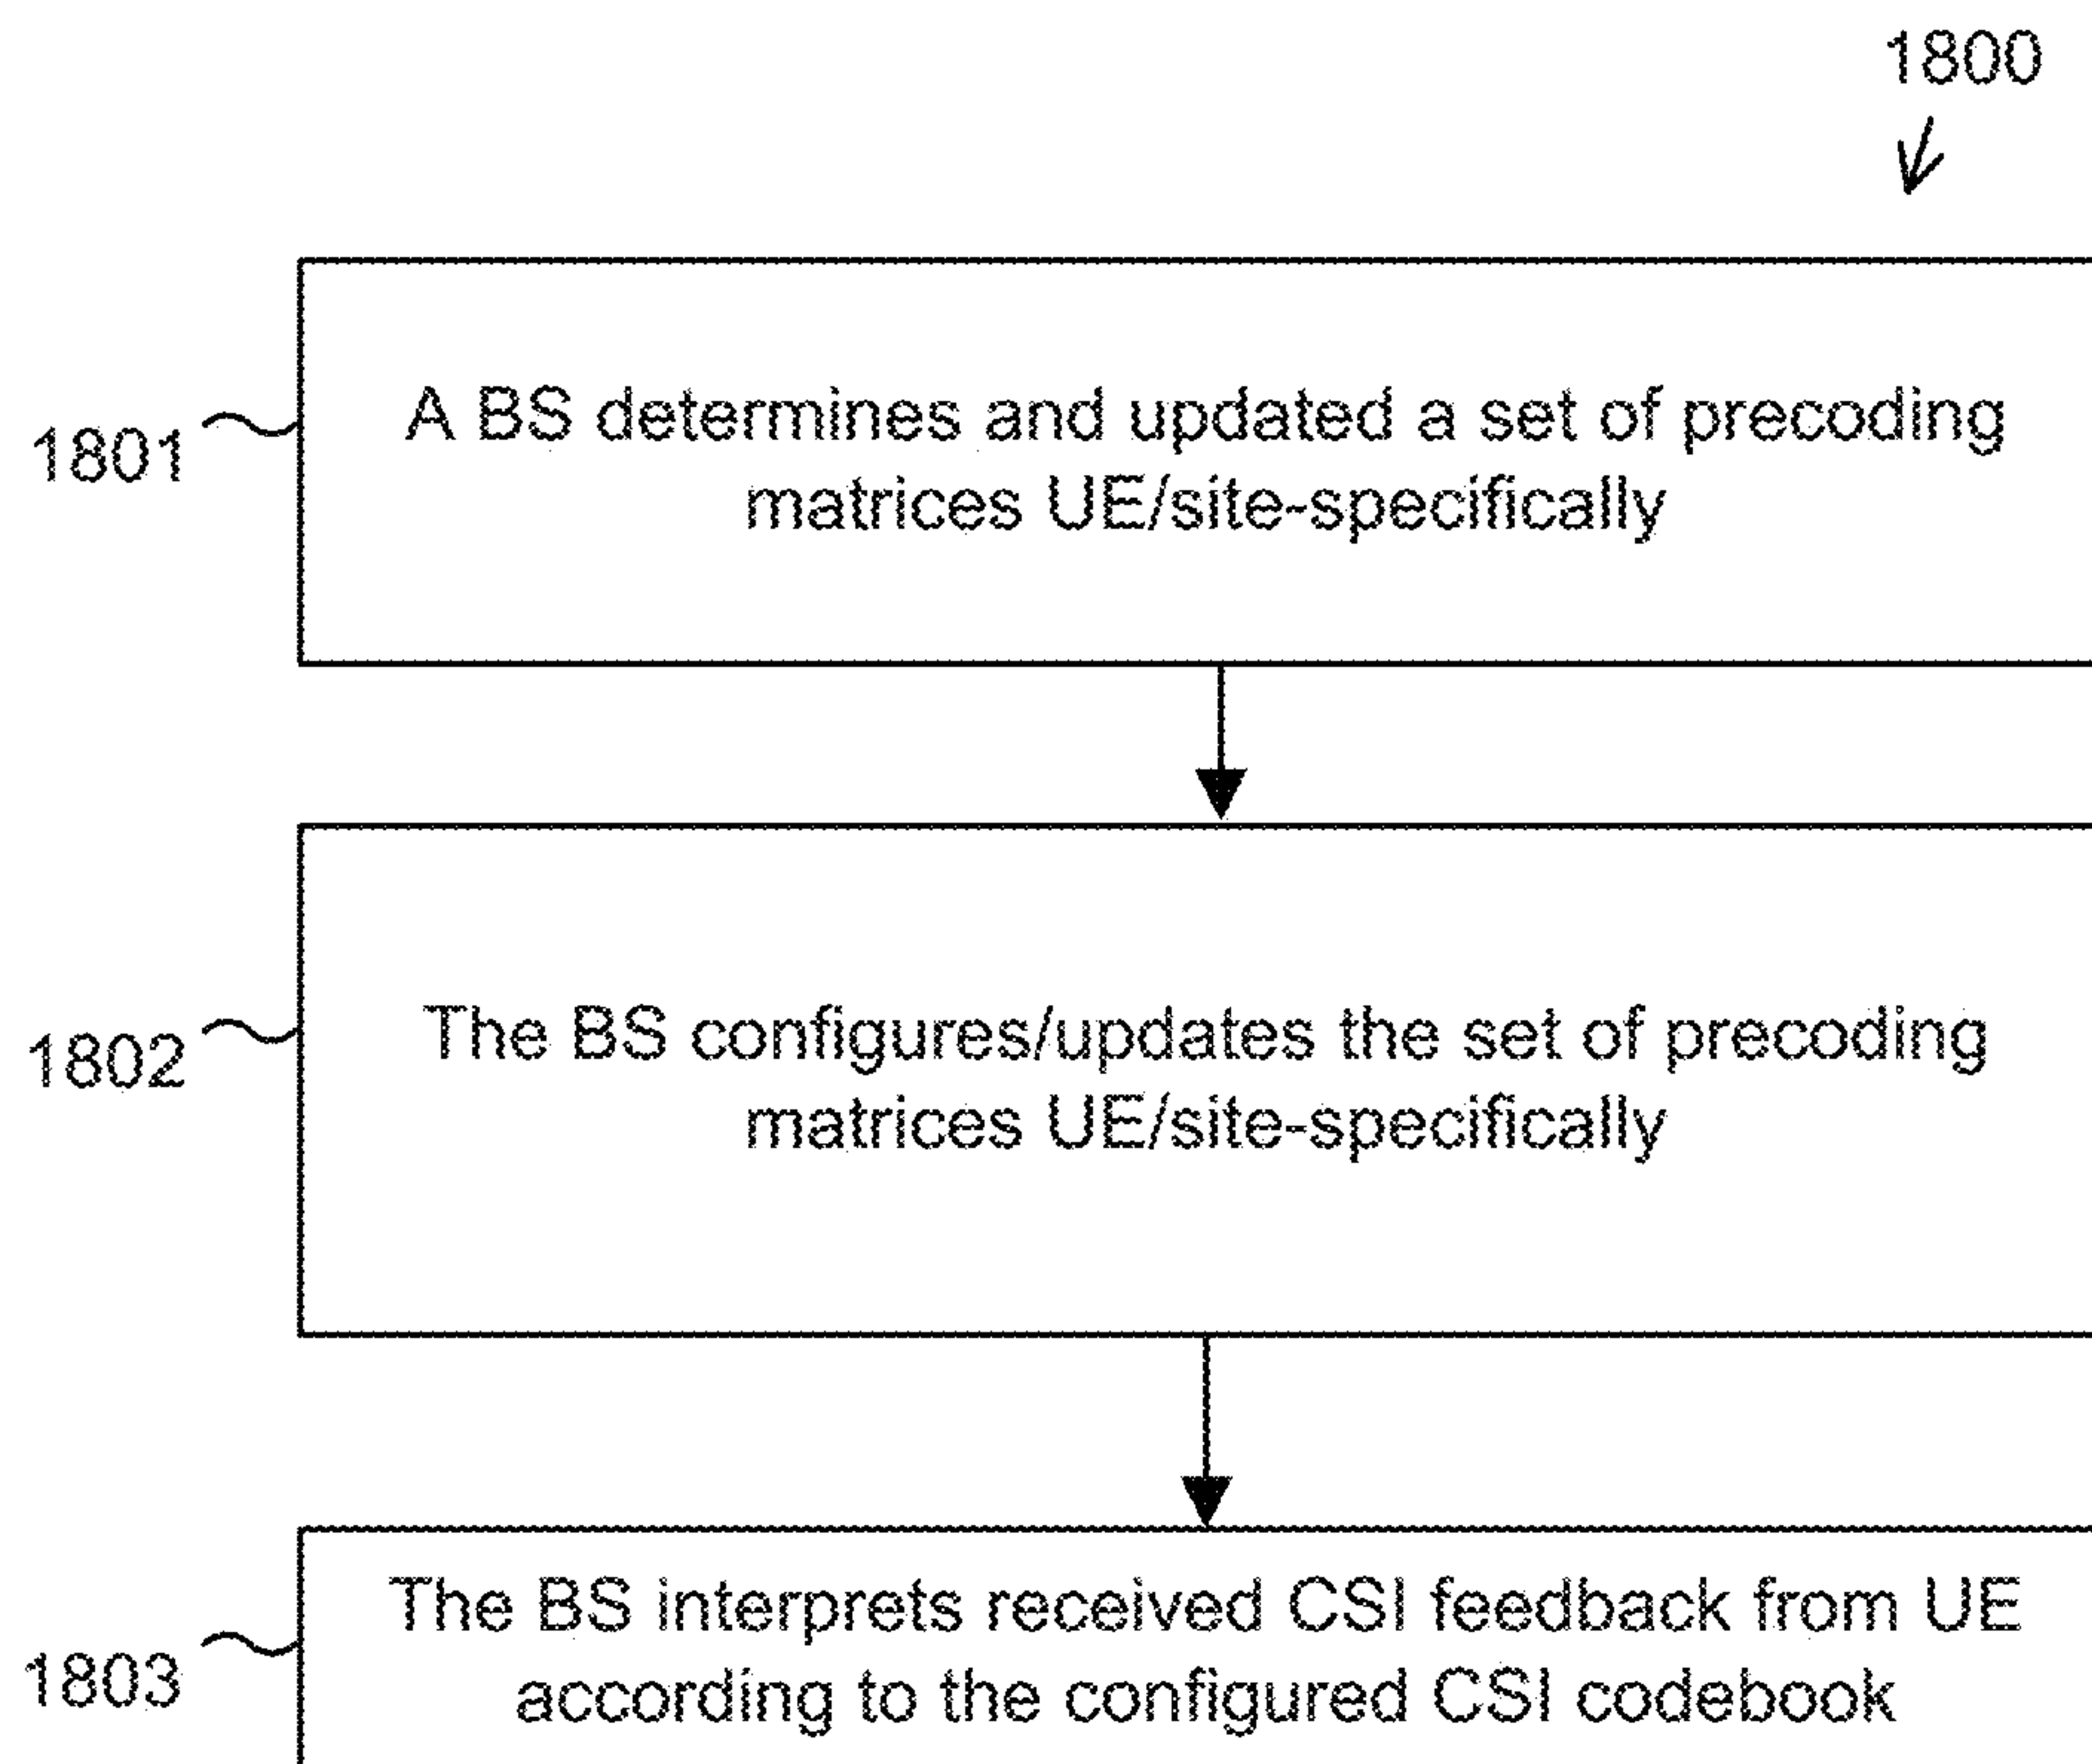 1800
1801
A BS determines and updated a set of precoding
matrices UE/site-specifically
1802
The BS configures/updates the set of precoding
matrices UE/site-specifically
1803
The BS interprets received CSI feedback from UE
according to the configured CSI codebook